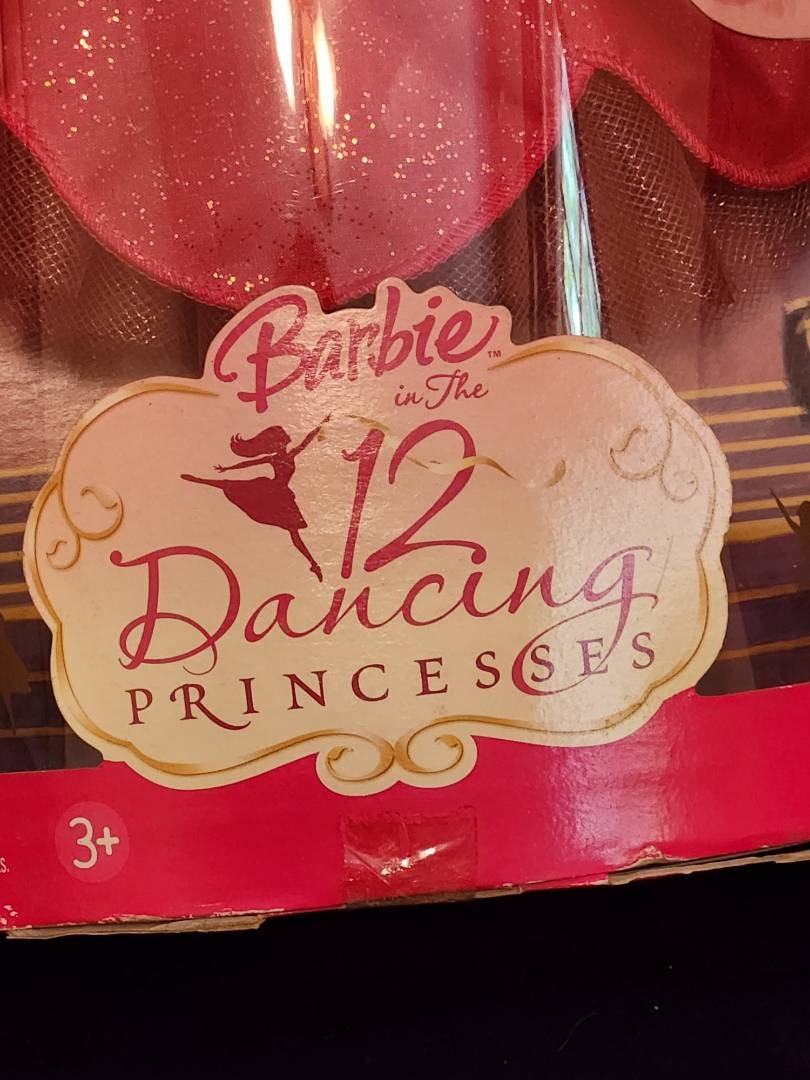 Barbie™
in The
12
Dancing
PRINCESSES
3+